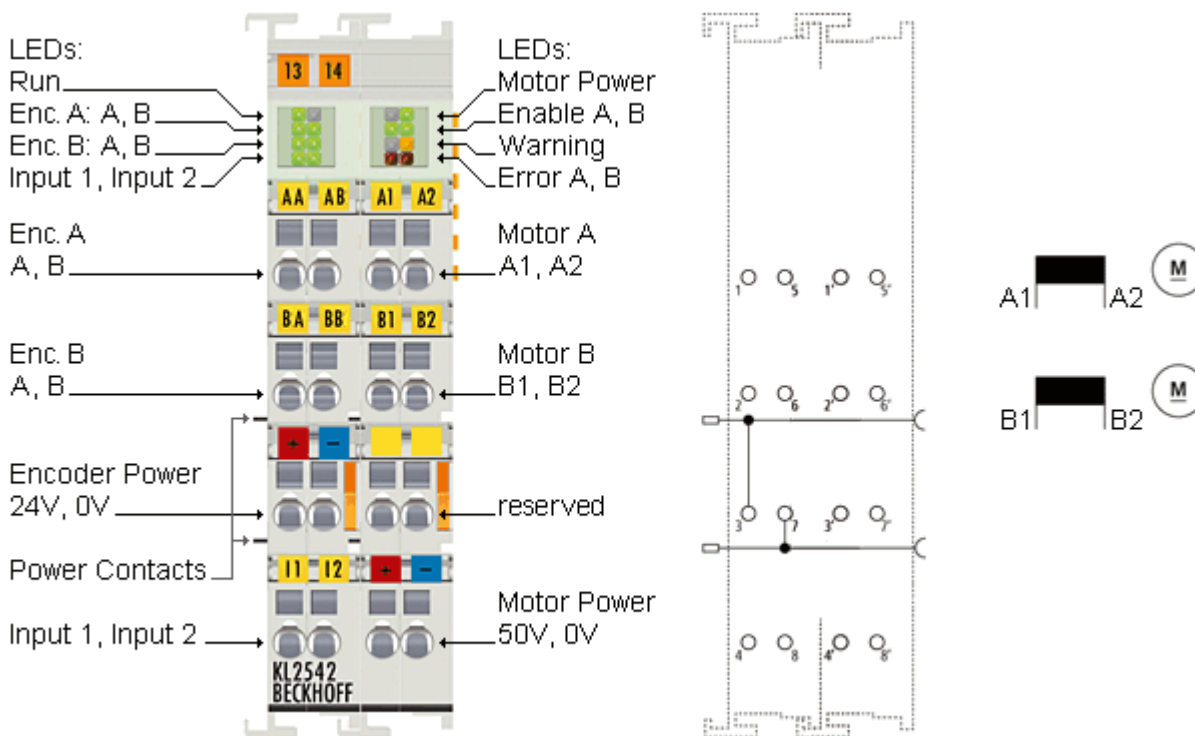 LEDs:
Run
Enc. A: A, B
Enc. B: A, B
Input 1, Input 2
Enc. A
A, B
Enc. B
A, B
Encoder Power
24V, 0V
Power Contacts
Input 1, Input 2
13 14
AA AB A1 A2
BA BB B1 B2
+ −
I1 I2 + −
KL2542
BECKHOFF
LEDs:
Motor Power
Enable A, B
Warning
Error A, B
Motor A
A1, A2
Motor B
B1, B2
reserved
Motor Power
50V, 0V
1 5 1' 5'
2 6 2' 6'
3 7 3' 7'
4 8 4' 8'
M
A1 A2
M
B1 B2